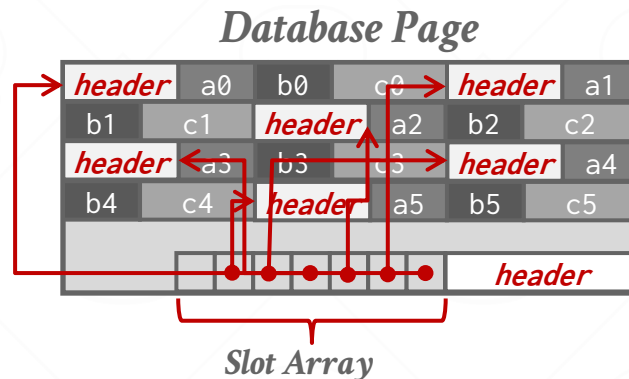 Database Page
header a0 b0 c0 header a1
b1 c1 header a2 b2 c2
header a3 b3 c3 header a4
b4 c4 header a5 b5 c5
header
Slot Array